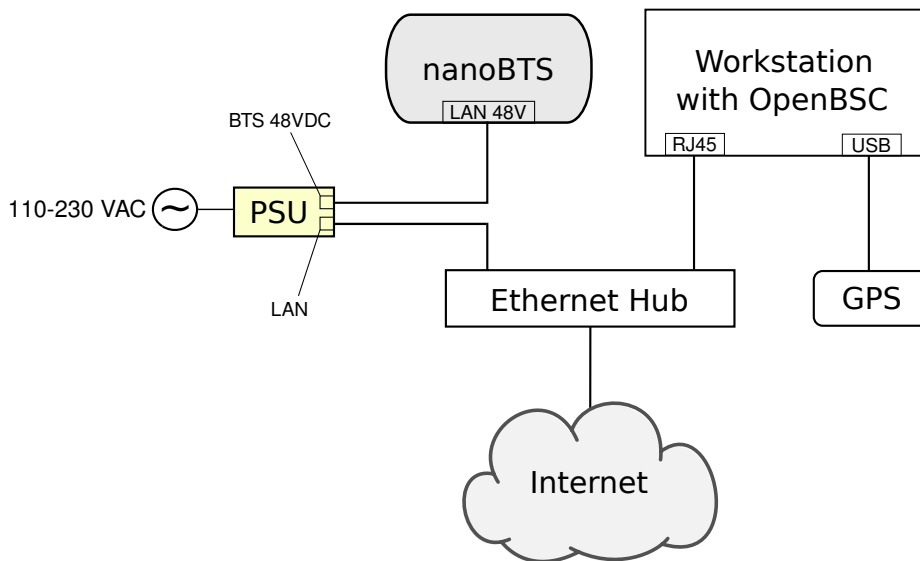 nanoBTS
LAN 48V
Workstation
with OpenBSC
RJ45
USB
BTS 48VDC
110-230 VAC
~
PSU
LAN
Ethernet Hub
GPS
Internet